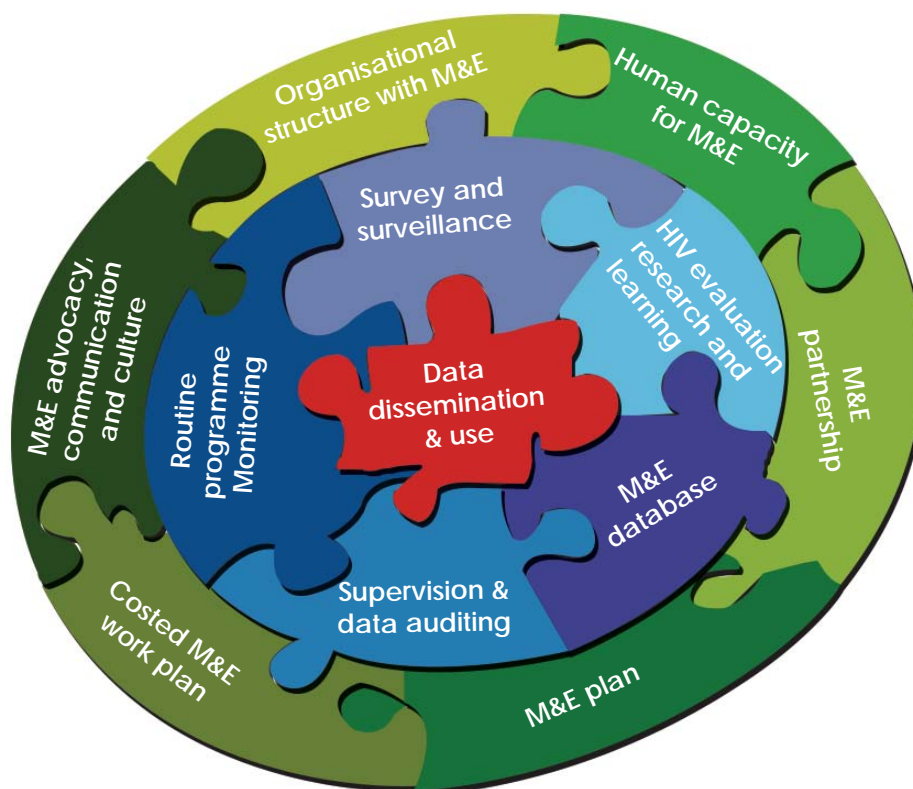 Organisational
structure with M&E
Human capacity
for M&E
Survey and
surveillance
HIV evaluation
research and
learning
M&E advocacy,
communication
and culture
Routine
programme
Monitoring
Data
dissemination
& use
M&E
partnership
M&E
database
Supervision &
data auditing
Costed M&E
work plan
M&E plan